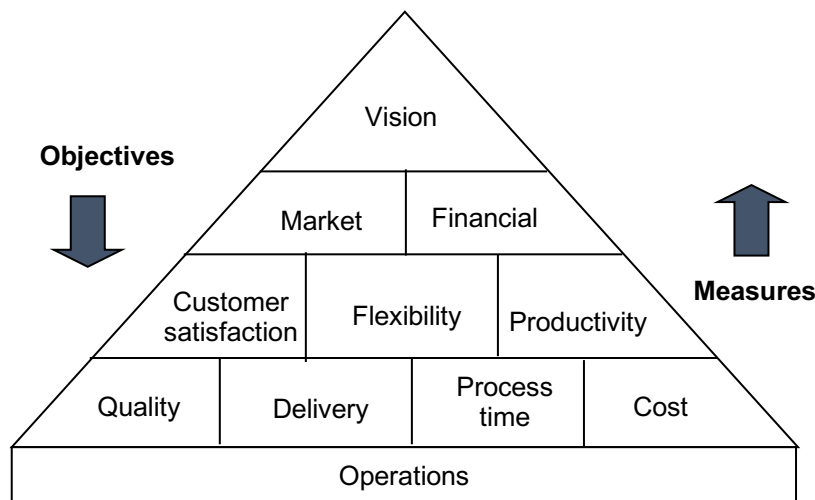 Vision
Objectives
Market
Financial
Measures
Customer
satisfaction
Flexibility
Productivity
Quality
Delivery
Process
time
Cost
Operations